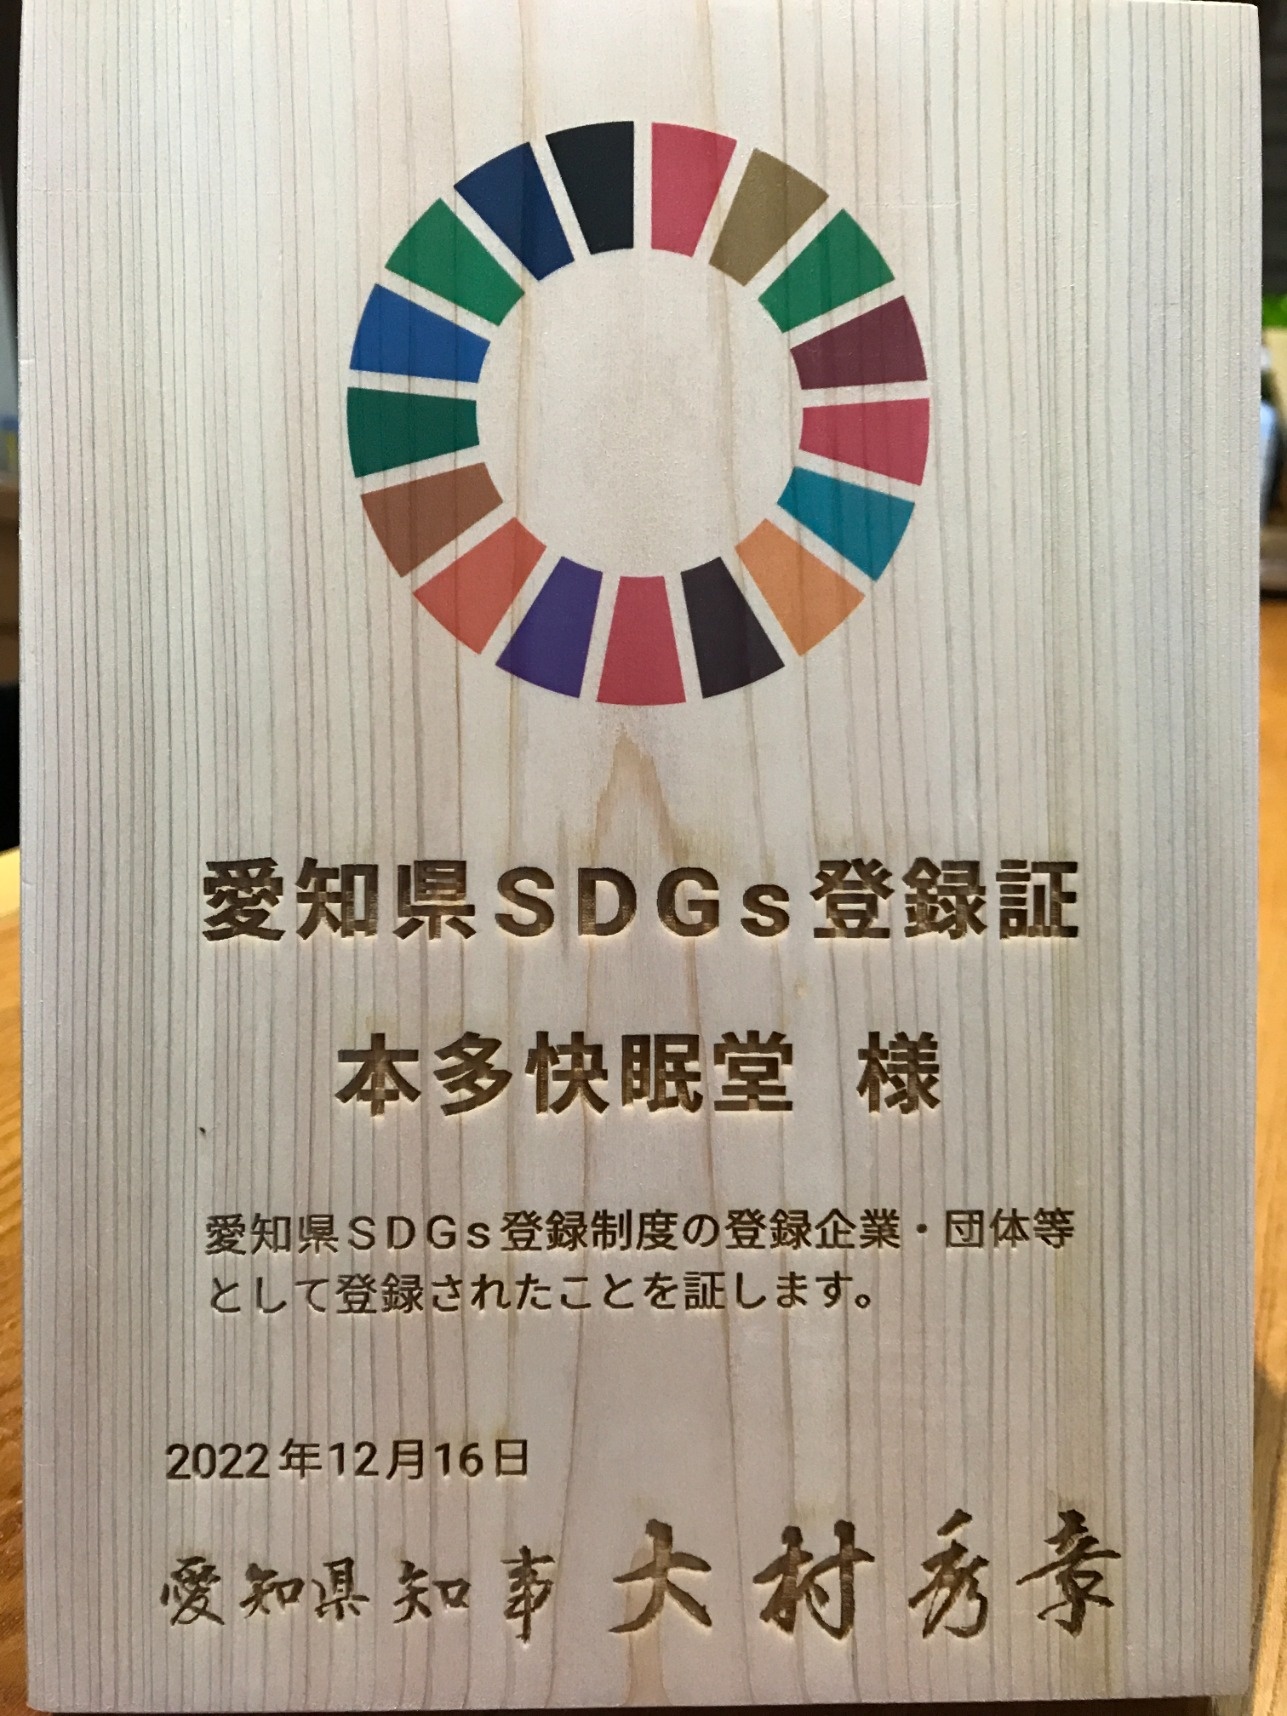 愛知県SDGs登録証
本多快眠堂 様
愛知県SDGs登録制度の登録企業・団体等
として登録されたことを証します。
2022年12月16日
愛知県知事 大村秀章